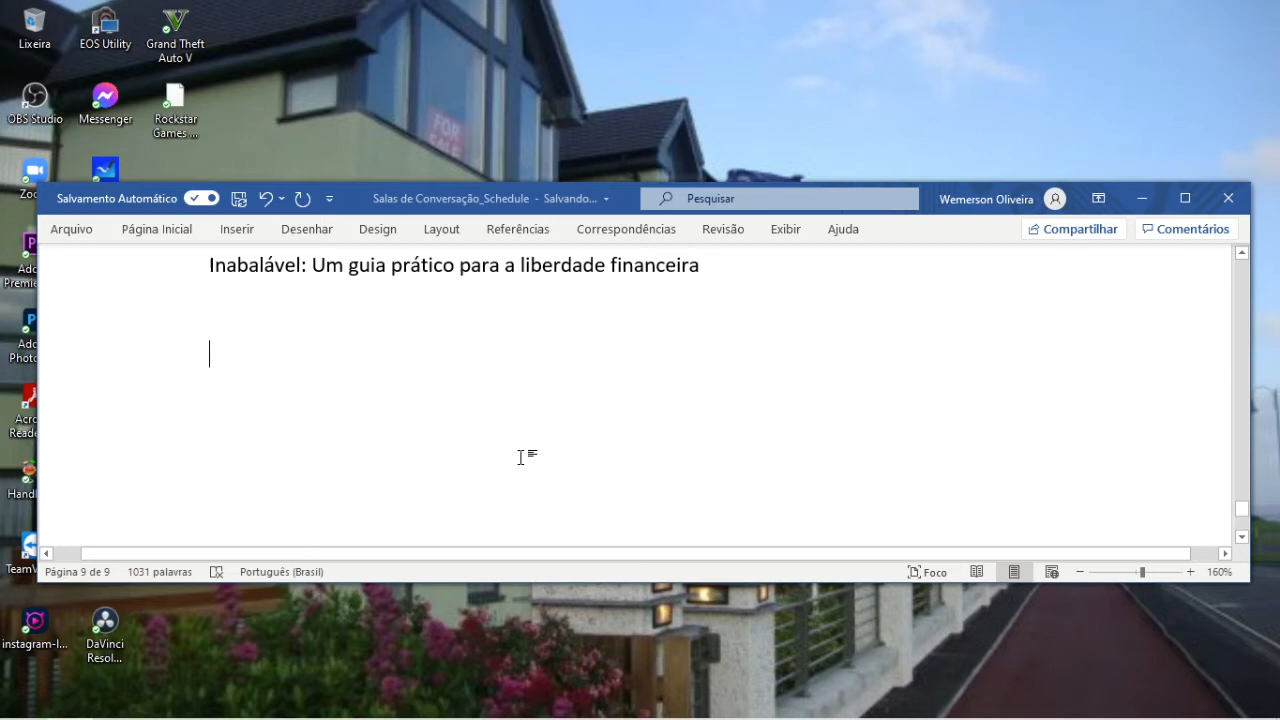 Lixeira
EOS Utility
Grand Theft
Auto V
FOR
SALE
OBS Studio
Messenger
Rockstar
Games ...
Salvamento Automático
Salas de Conversação_Schedule - Salvando...
Pesquisar
Wemerson Oliveira
Arquivo
Página Inicial
Inserir
Desenhar
Design
Layout
Referências
Correspondências
Revisão
Exibir
Ajuda
Compartilhar
Comentários
Inabalável: Um guia prático para a liberdade financeira
Página 9 de 9
1031 palavras
Português (Brasil)
Foco
160%
instagram-l...
DaVinci
Resol...